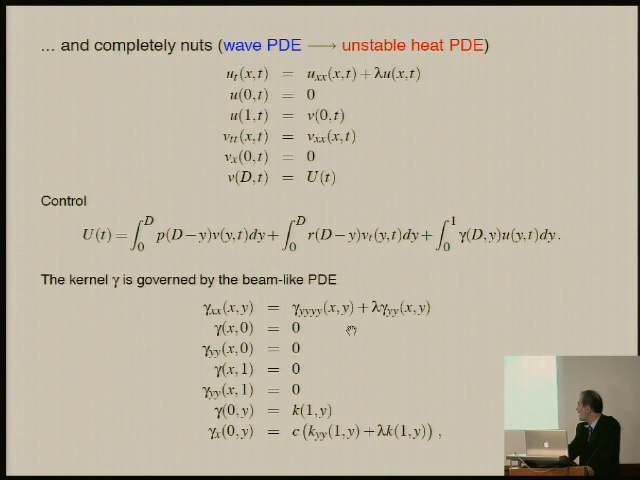 ... and completely nuts (wave PDE ⟶ unstable heat PDE)
u_t(x,t) = u_xx(x,t) + λu(x,t)
u(0,t) = 0
u(1,t) = v(0,t)
v_tt(x,t) = v_xx(x,t)
v_x(0,t) = 0
v(D,t) = U(t)
Control
U(t) = ∫_0^D p(D−y)v(y,t)dy + ∫_0^D r(D−y)v_t(y,t)dy + ∫_0^1 γ(D,y)u(y,t)dy.
The kernel γ is governed by the beam-like PDE
γ_xx(x,y) = γ_yyyy(x,y) + λγ_yy(x,y)
γ(x,0) = 0
γ_yy(x,0) = 0
γ(x,1) = 0
γ_yy(x,1) = 0
γ(0,y) = k(1,y)
γ_x(0,y) = c (k_yy(1,y) + λk(1,y)) ,